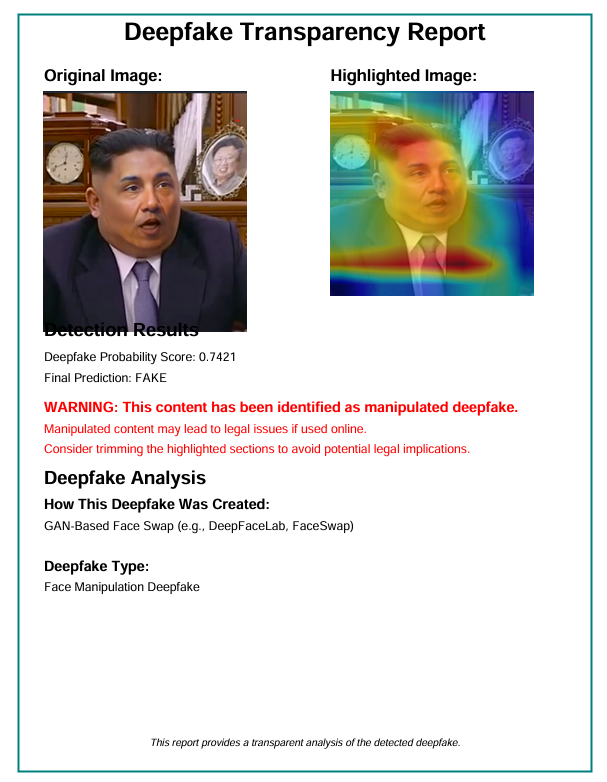 Deepfake Transparency Report
Original Image:
Highlighted Image:
Detection Results
Deepfake Probability Score: 0.7421
Final Prediction: FAKE
WARNING: This content has been identified as manipulated deepfake.
Manipulated content may lead to legal issues if used online.
Consider trimming the highlighted sections to avoid potential legal implications.
Deepfake Analysis
How This Deepfake Was Created:
GAN-Based Face Swap (e.g., DeepFaceLab, FaceSwap)
Deepfake Type:
Face Manipulation Deepfake
This report provides a transparent analysis of the detected deepfake.